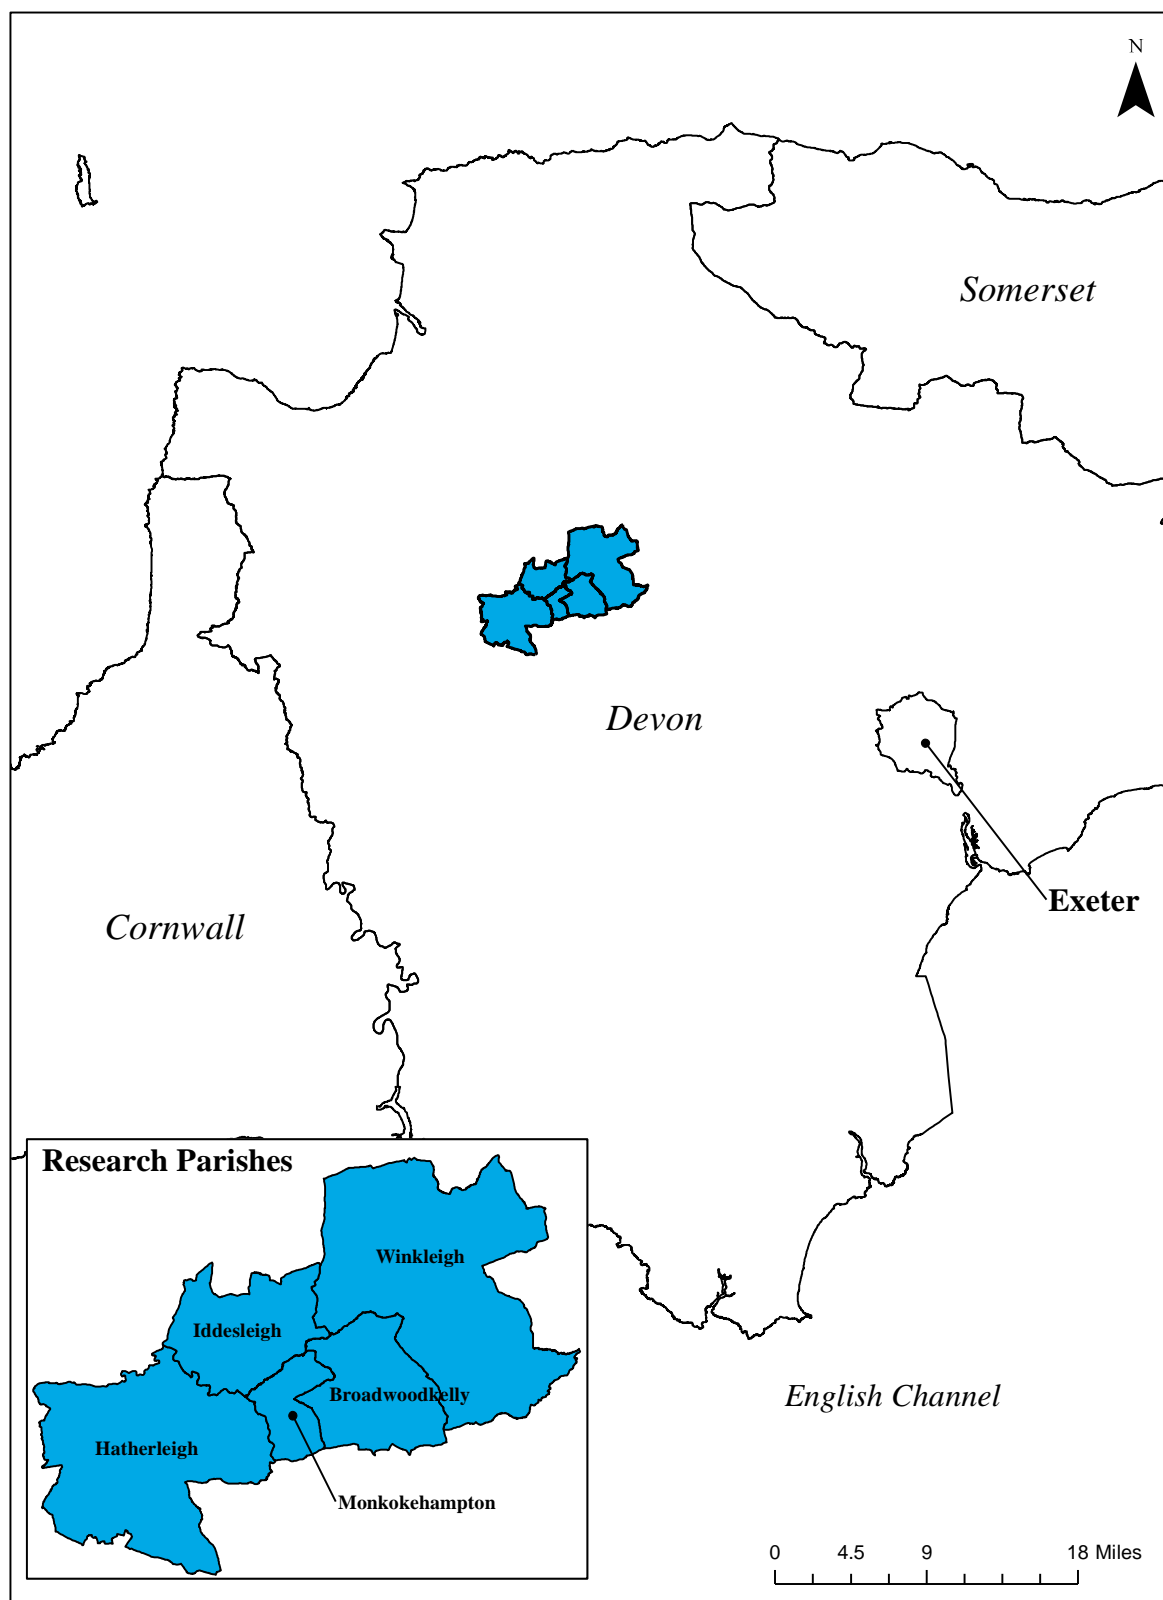 N
Somerset
Devon
Exeter
Cornwall
Research Parishes
Winkleigh
Iddesleigh
Broadwoodkelly
Hatherleigh
Monkokehampton
English Channel
0 4.5 9 18 Miles